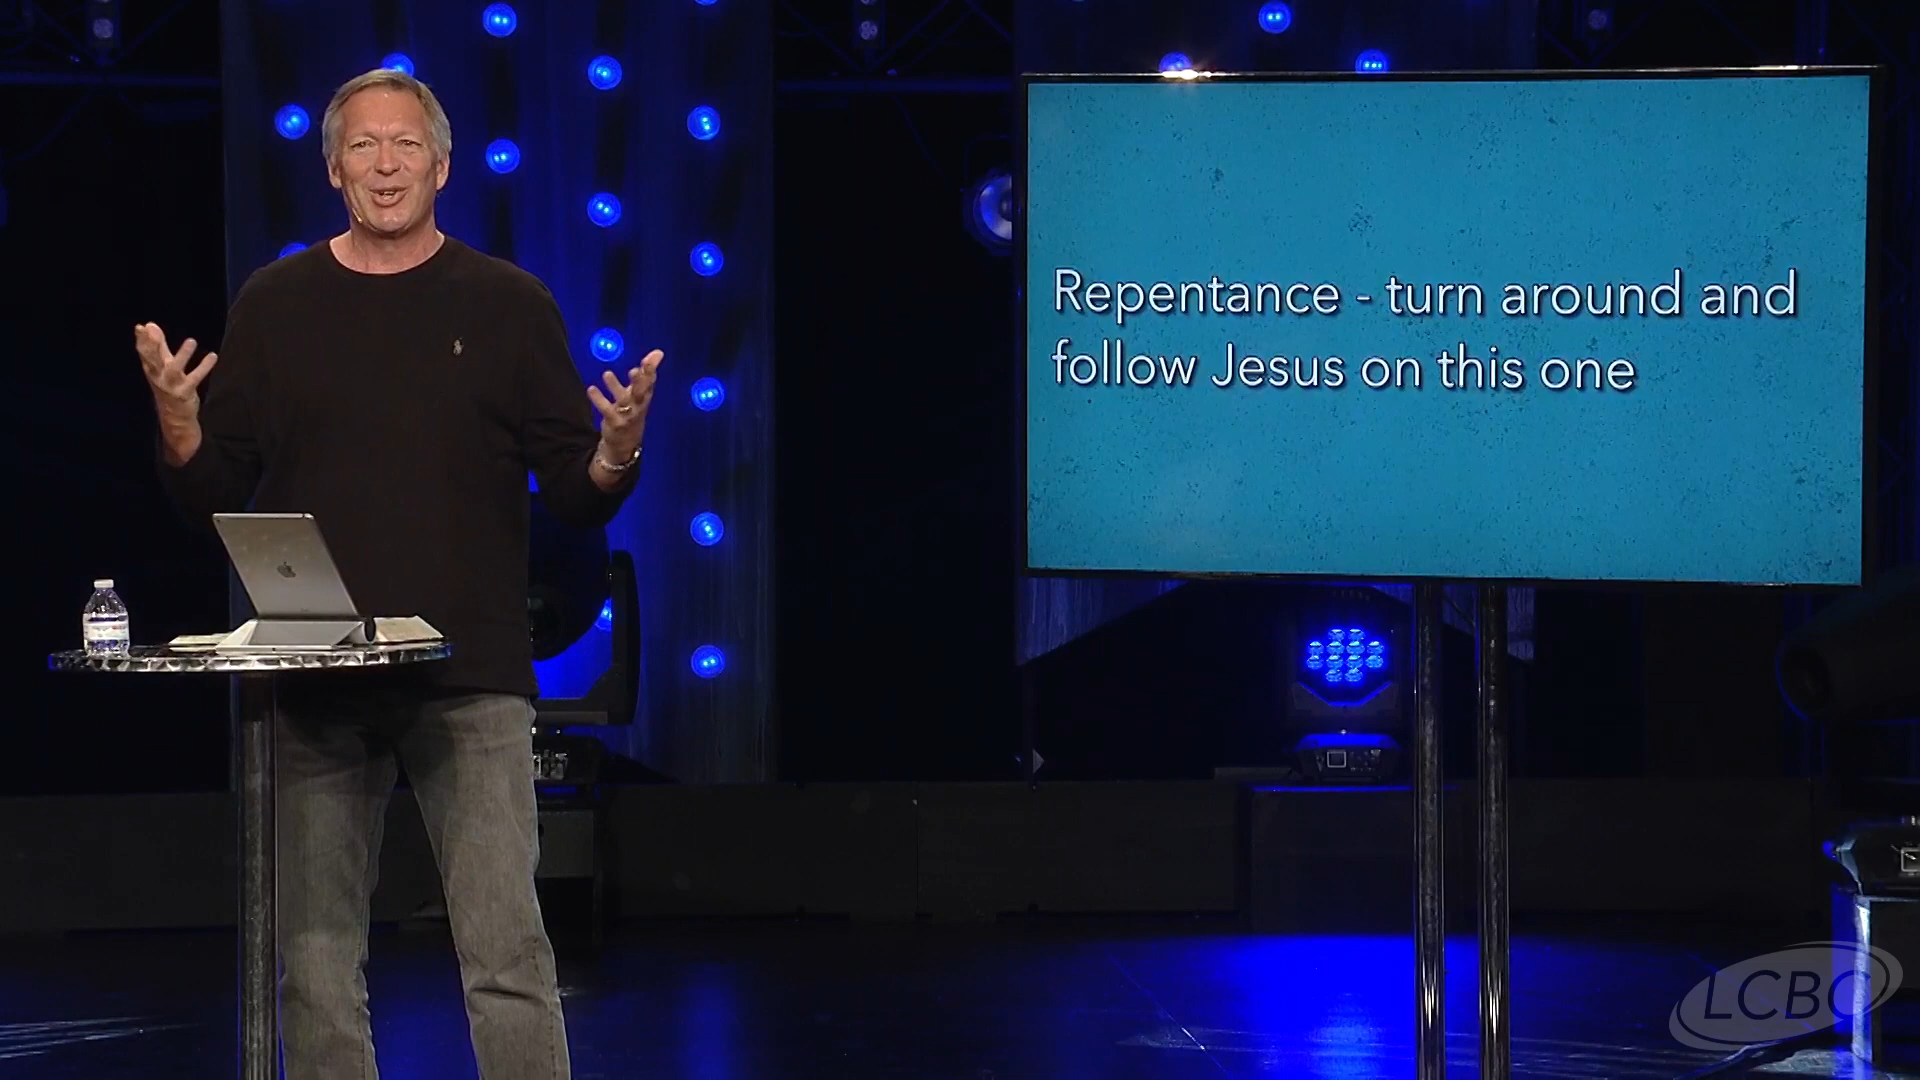 Repentance - turn around and
follow Jesus on this one
LCBC